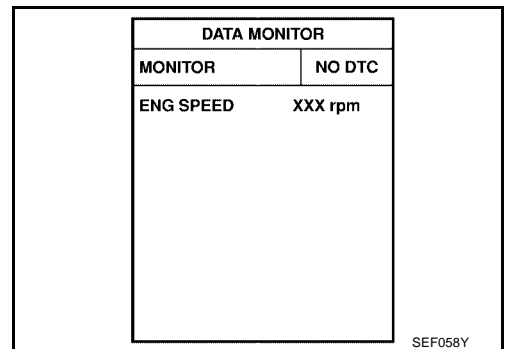 DATA MONITOR
MONITOR NO DTC
ENG SPEED XXX rpm
SEF058Y